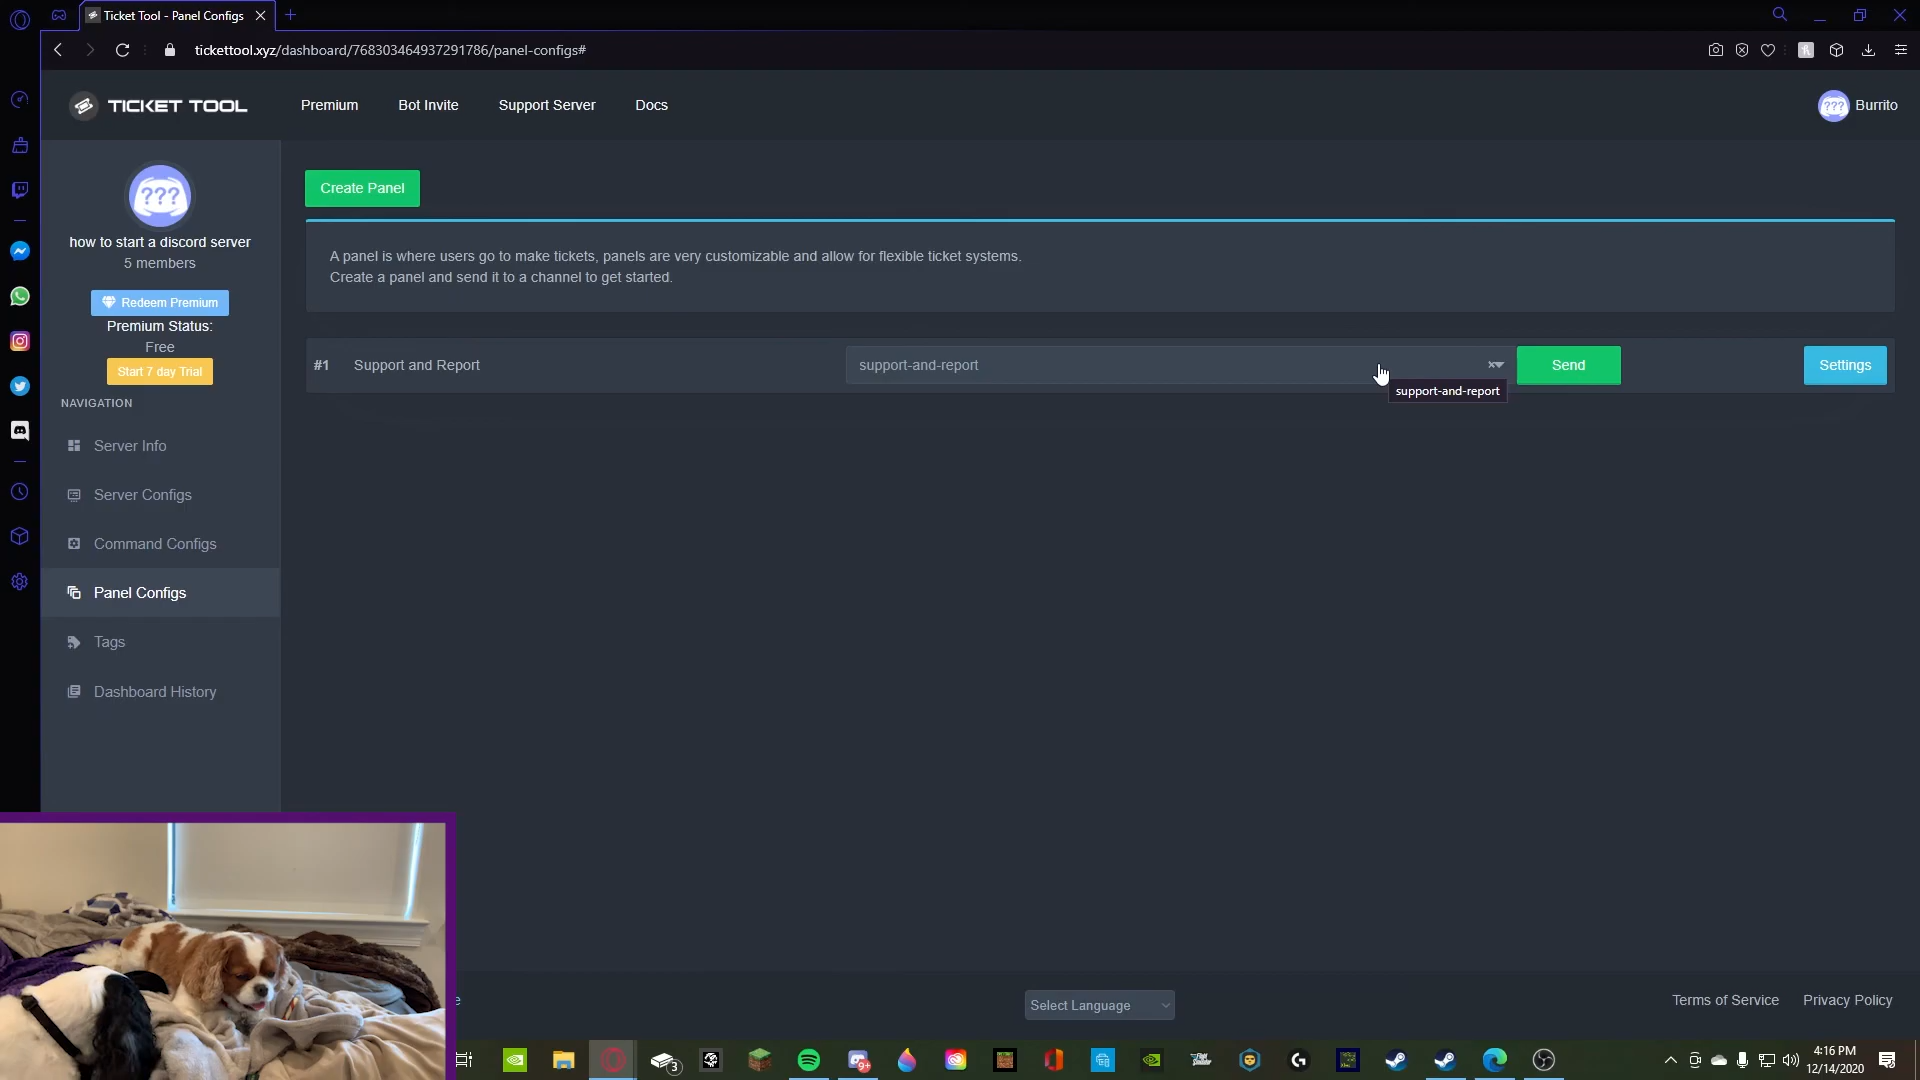 Ticket Tool - Panel Configs
tickettool.xyz/dashboard/768303464937291786/panel-configs#
TICKET TOOL
Premium
Bot Invite
Support Server
Docs
???
Burrito
???
how to start a discord server
5 members
Redeem Premium
Premium Status:
Free
Start 7 day Trial
NAVIGATION
Server Info
Server Configs
Command Configs
Panel Configs
Tags
Dashboard History
Create Panel
A panel is where users go to make tickets, panels are very customizable and allow for flexible ticket systems.
Create a panel and send it to a channel to get started.
#1
Support and Report
support-and-report
Send
Settings
support-and-report
Select Language
Terms of Service
Privacy Policy
3
9+
4:16 PM
12/14/2020